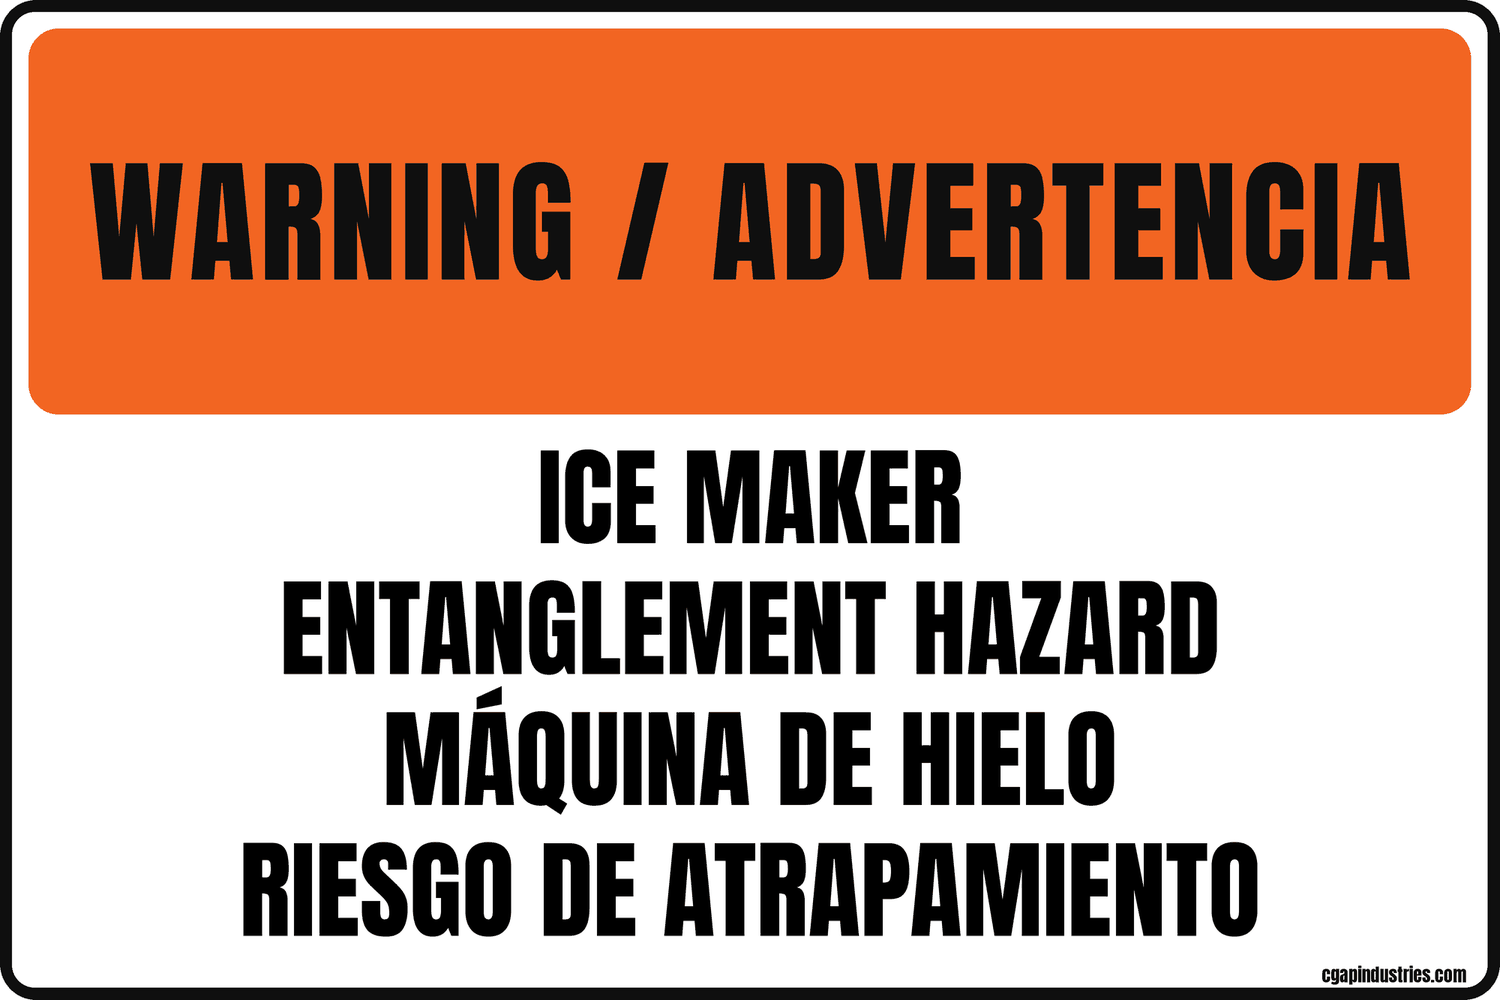 WARNING / ADVERTENCIA
ICE MAKER
ENTANGLEMENT HAZARD
MÁQUINA DE HIELO
RIESGO DE ATRAPAMIENTO
cgapindustries.com